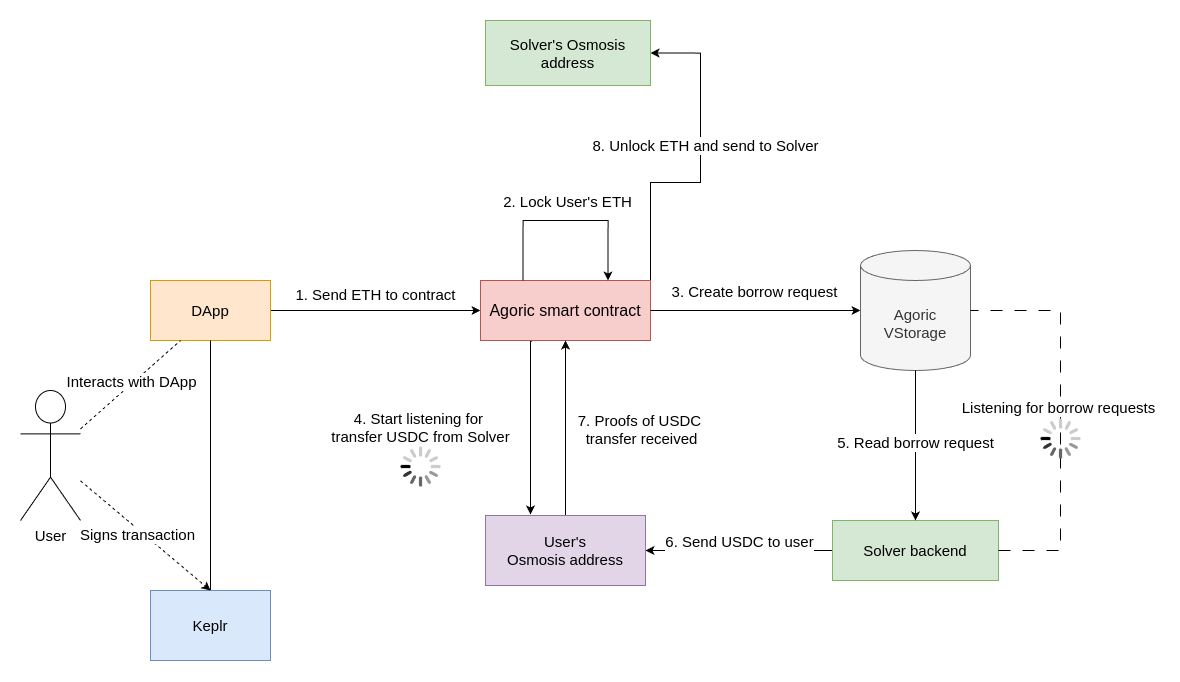 Solver's Osmosis
address
8. Unlock ETH and send to Solver
2. Lock User's ETH
DApp
1. Send ETH to contract
Agoric smart contract
3. Create borrow request
Agoric
VStorage
Interacts with DApp
4. Start listening for
transfer USDC from Solver
7. Proofs of USDC
transfer received
5. Read borrow request
Listening for borrow requests
User
Signs transaction
User's
Osmosis address
6. Send USDC to user
Solver backend
Keplr